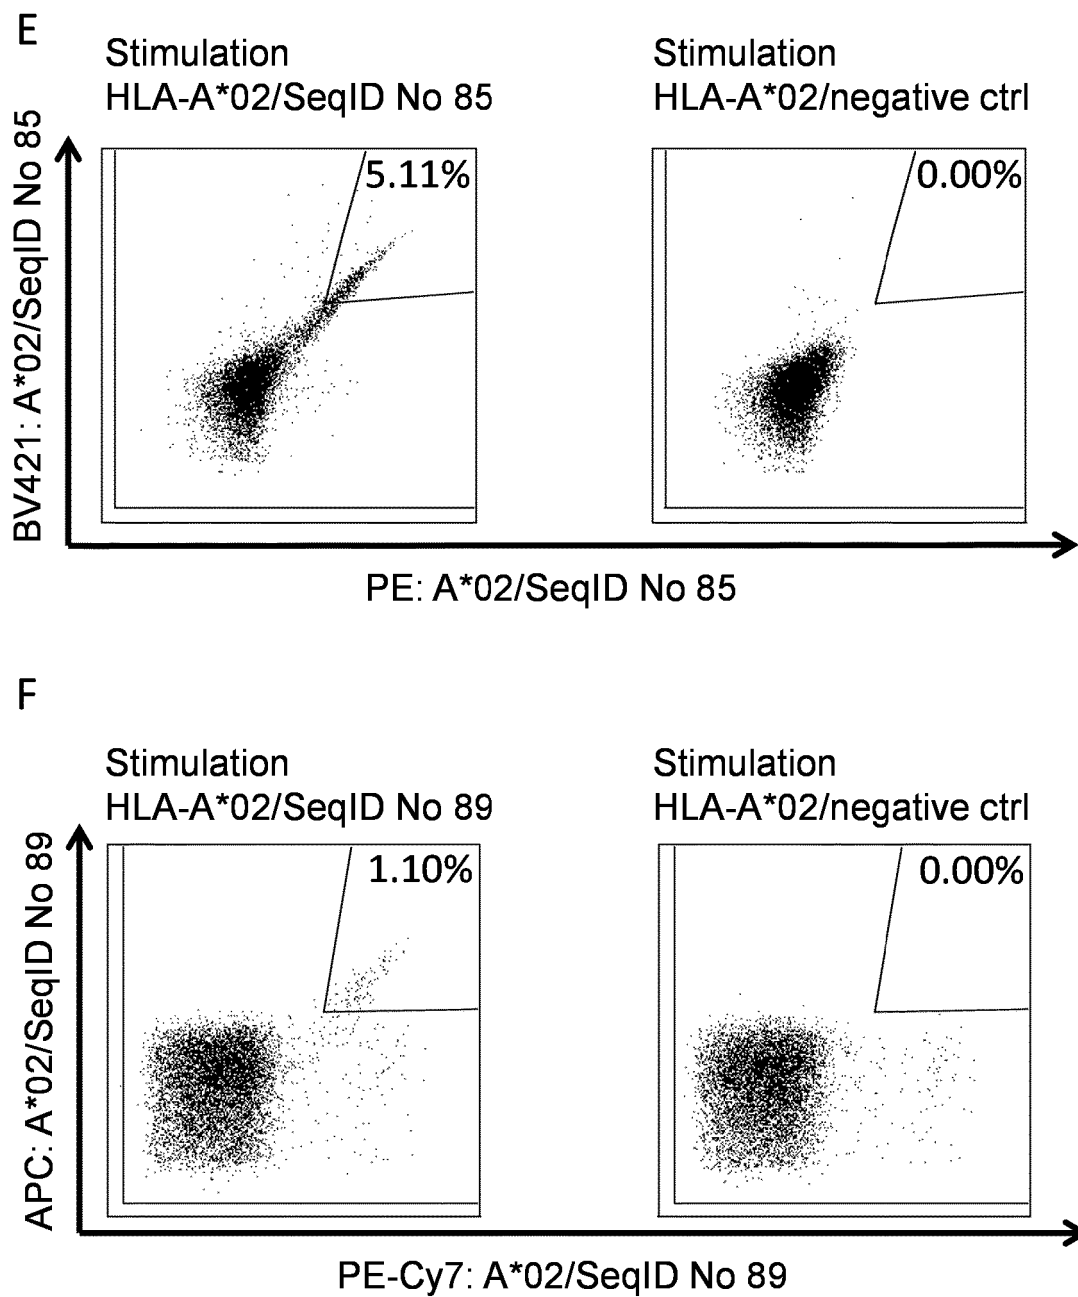 E
Stimulation
HLA-A*02/SeqID No 85
Stimulation
HLA-A*02/negative ctrl
BV421: A*02/SeqID No 85
5.11%
0.00%
PE: A*02/SeqID No 85
F
Stimulation
HLA-A*02/SeqID No 89
Stimulation
HLA-A*02/negative ctrl
APC: A*02/SeqID No 89
1.10%
0.00%
PE-Cy7: A*02/SeqID No 89